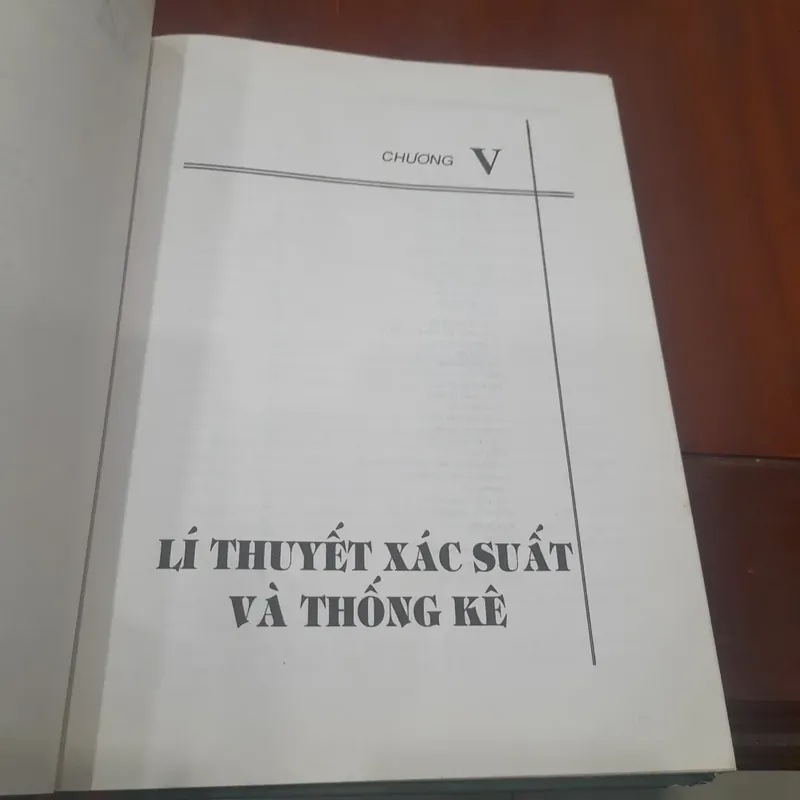 CHƯƠNG V
LÍ THUYẾT XÁC SUẤT
VÀ THỐNG KÊ